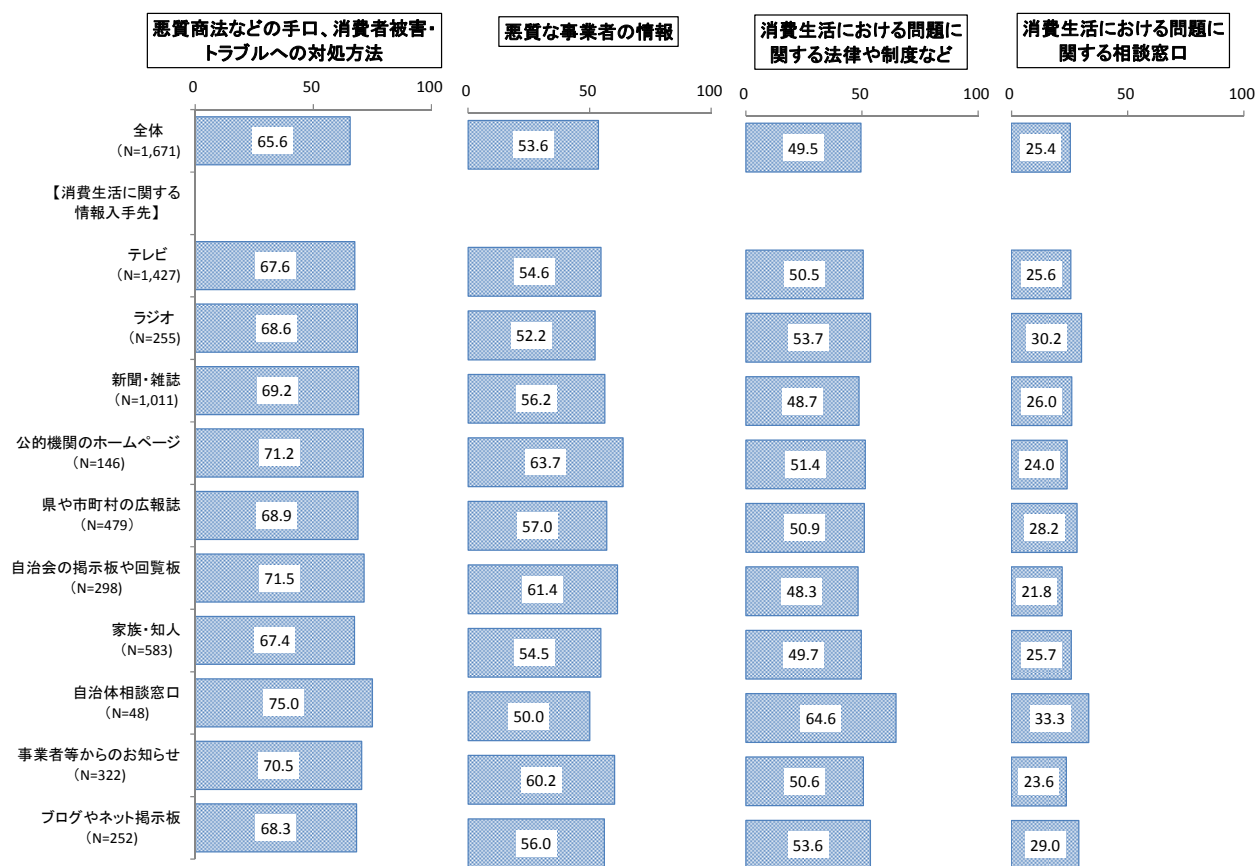 悪質商法などの手口、消費者被害・
トラブルへの対処方法
悪質な事業者の情報
消費生活における問題に
関する法律や制度など
消費生活における問題に
関する相談窓口
0 50 100
0 50 100
0 50 100
0 50 100
全体
(N=1,671)
65.6 53.6 49.5 25.4
【消費生活に関する
情報入手先】
テレビ
(N=1,427)
67.6 54.6 50.5 25.6
ラジオ
(N=255)
68.6 52.2 53.7 30.2
新聞・雑誌
(N=1,011)
69.2 56.2 48.7 26.0
公的機関のホームページ
(N=146)
71.2 63.7 51.4 24.0
県や市町村の広報誌
(N=479)
68.9 57.0 50.9 28.2
自治会の掲示板や回覧板
(N=298)
71.5 61.4 48.3 21.8
家族・知人
(N=583)
67.4 54.5 49.7 25.7
自治体相談窓口
(N=48)
75.0 50.0 64.6 33.3
事業者等からのお知らせ
(N=322)
70.5 60.2 50.6 23.6
ブログやネット掲示板
(N=252)
68.3 56.0 53.6 29.0